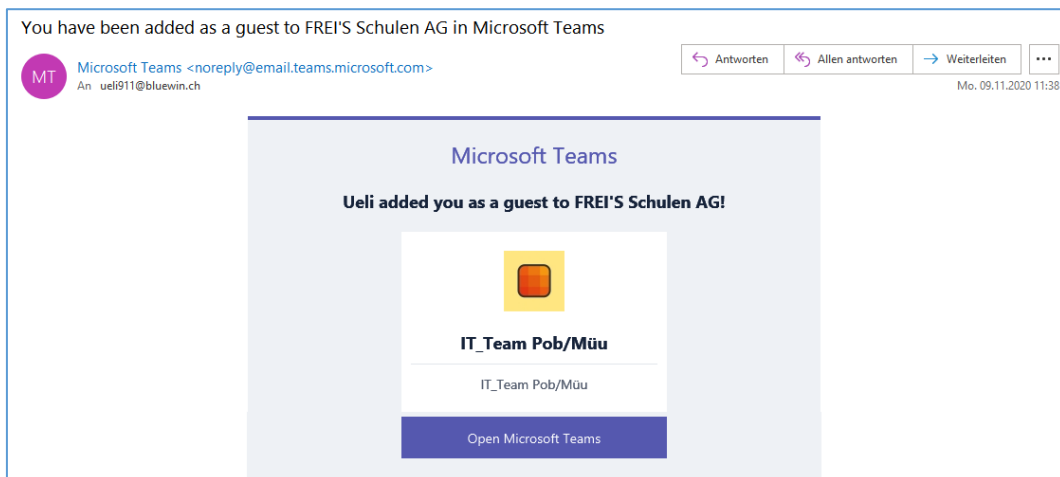 You have been added as a guest to FREI'S Schulen AG in Microsoft Teams
MT
Microsoft Teams <noreply@email.teams.microsoft.com>
An ueli911@bluewin.ch
Antworten
Allen antworten
Weiterleiten
...
Mo. 09.11.2020 11:38
Microsoft Teams
Ueli added you as a guest to FREI'S Schulen AG!
IT_Team Pob/Müu
IT_Team Pob/Müu
Open Microsoft Teams